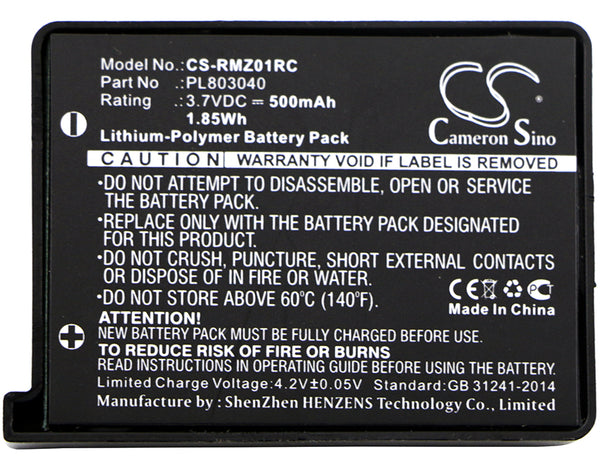 Model No.:CS-RMZ01RC
Part No :PL803040
Rating :3.7VDC ⎓ 500mAh
1.85Wh
Lithium-Polymer Battery Pack
CS
Cameron Sino
CAUTION! WARRANTY VOID IF LABEL IS REMOVED
•DO NOT ATTEMPT TO DISASSEMBLE, OPEN OR SERVICE
THE BATTERY PACK.
•REPLACE ONLY WITH THE BATTERY PACK DESIGNATED
FOR THIS PRODUCT.
•DO NOT CRUSH, PUNCTURE, SHORT EXTERNAL CONTACTS
OR DISPOSE OF IN FIRE OR WATER.
•DO NOT STORE ABOVE 60℃ (140℉).
CE PCT
Made In China
ATTENTION!
NEW BATTERY PACK MUST BE CHARGED BEFORE USE.
TO REDUCE RISK OF FIRE OR BURNS
READ INSTRUCTIONS IN OPERATING GUIDE BEFORE USE.
Limited Charge Voltage:4.2V±0.05V Standard:GB 31241-2014
Manufacture by:ShenZhen HENZENS Technology Co., Ltd.